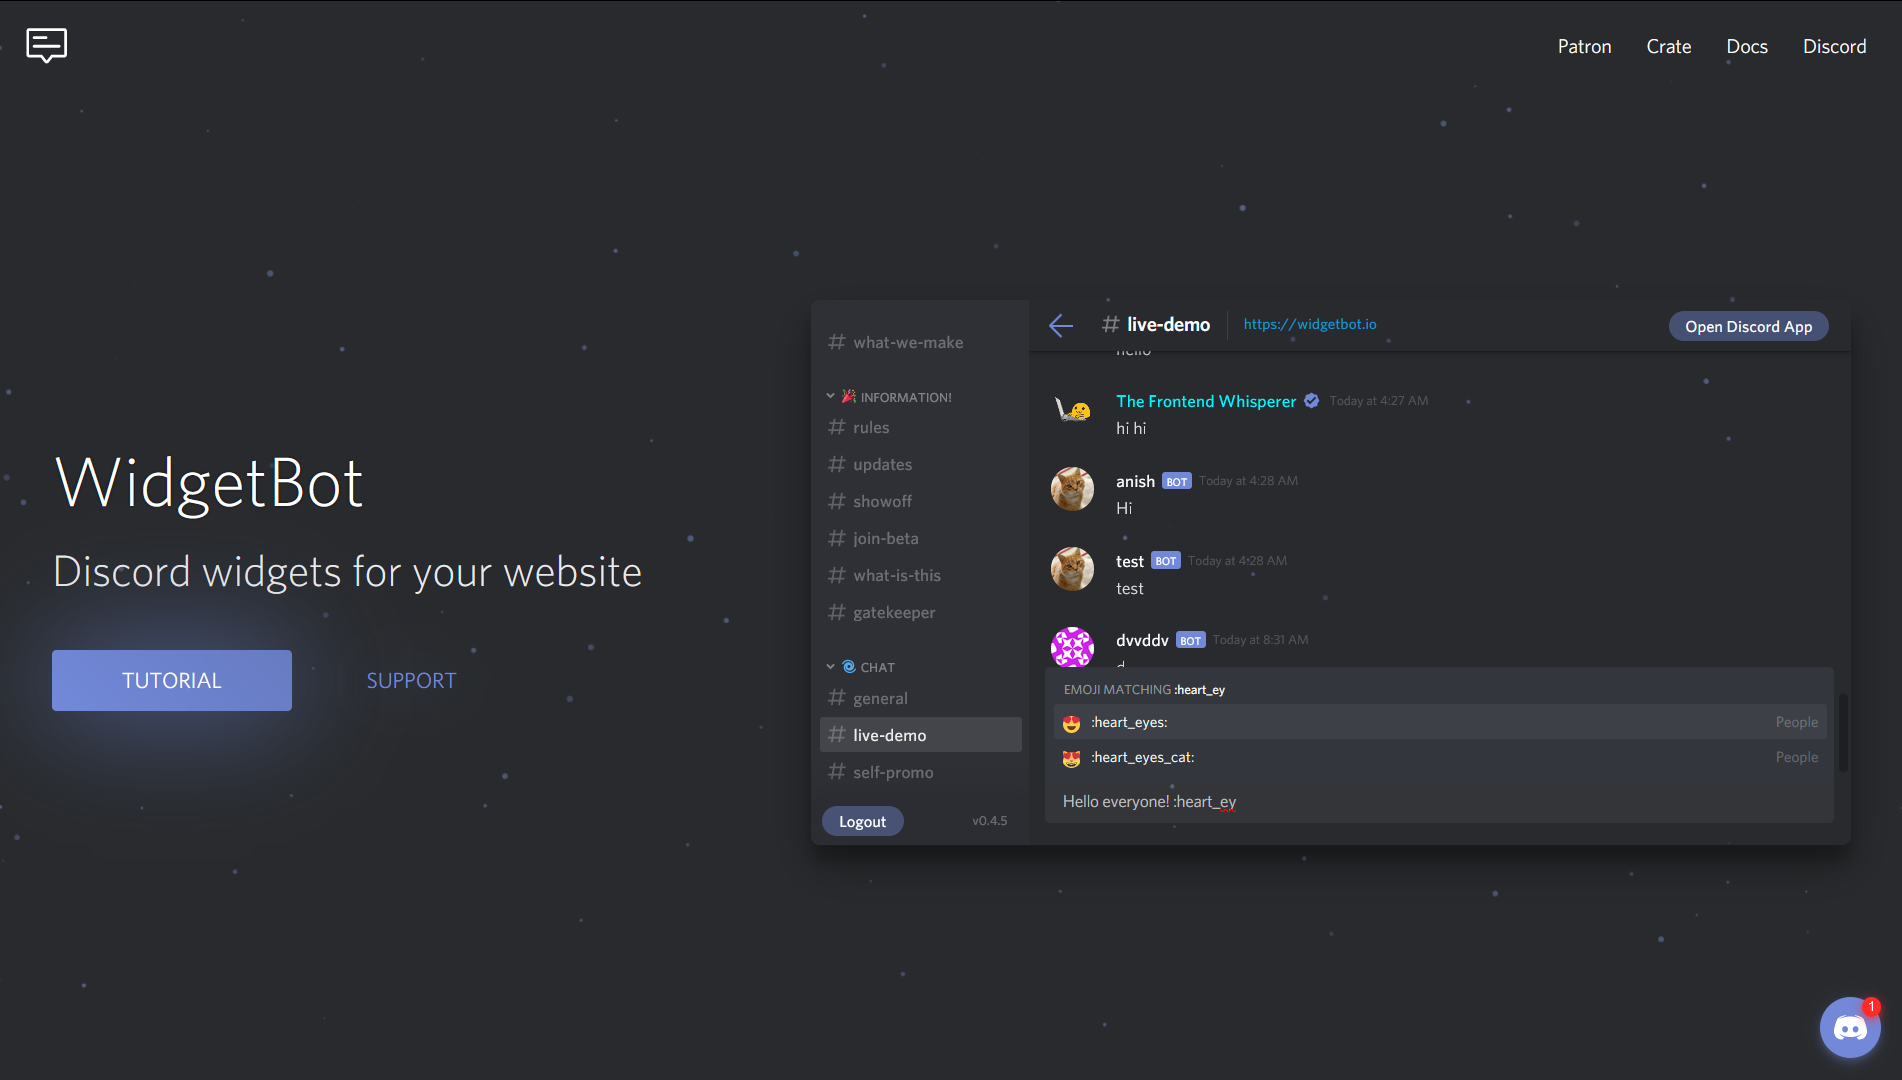 Patron Crate Docs Discord
WidgetBot
Discord widgets for your website
TUTORIAL SUPPORT
# what-we-make
INFORMATION!
# rules
# updates
# showoff
# join-beta
# what-is-this
# gatekeeper
CHAT
# general
# live-demo
# self-promo
Logout v0.4.5
# live-demo https://widgetbot.io Open Discord App
hello
The Frontend Whisperer Today at 4:27 AM
hi hi
anish BOT Today at 4:28 AM
Hi
test BOT Today at 4:28 AM
test
dvvddv BOT Today at 8:31 AM
d
EMOJI MATCHING :heart_ey
:heart_eyes: People
:heart_eyes_cat: People
Hello everyone! :heart_ey
1